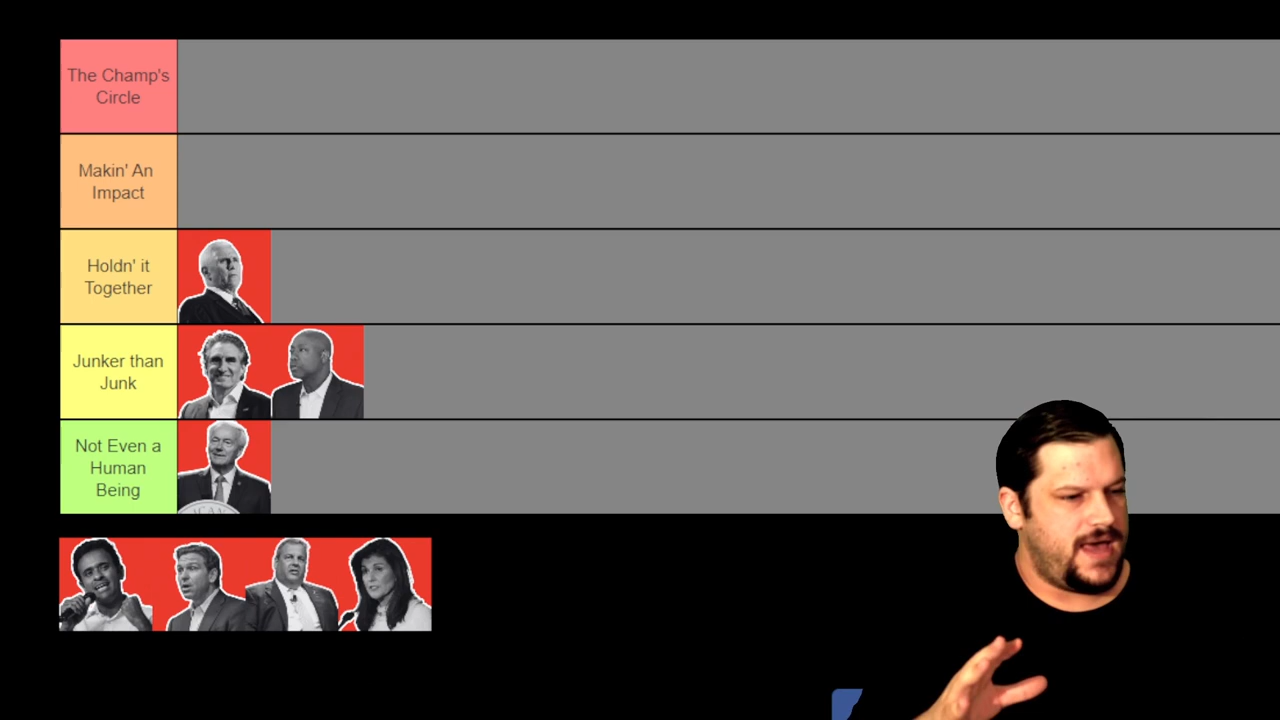 The Champ's
Circle
Makin' An
Impact
Holdn' it
Together
Junker than
Junk
Not Even a
Human
Being